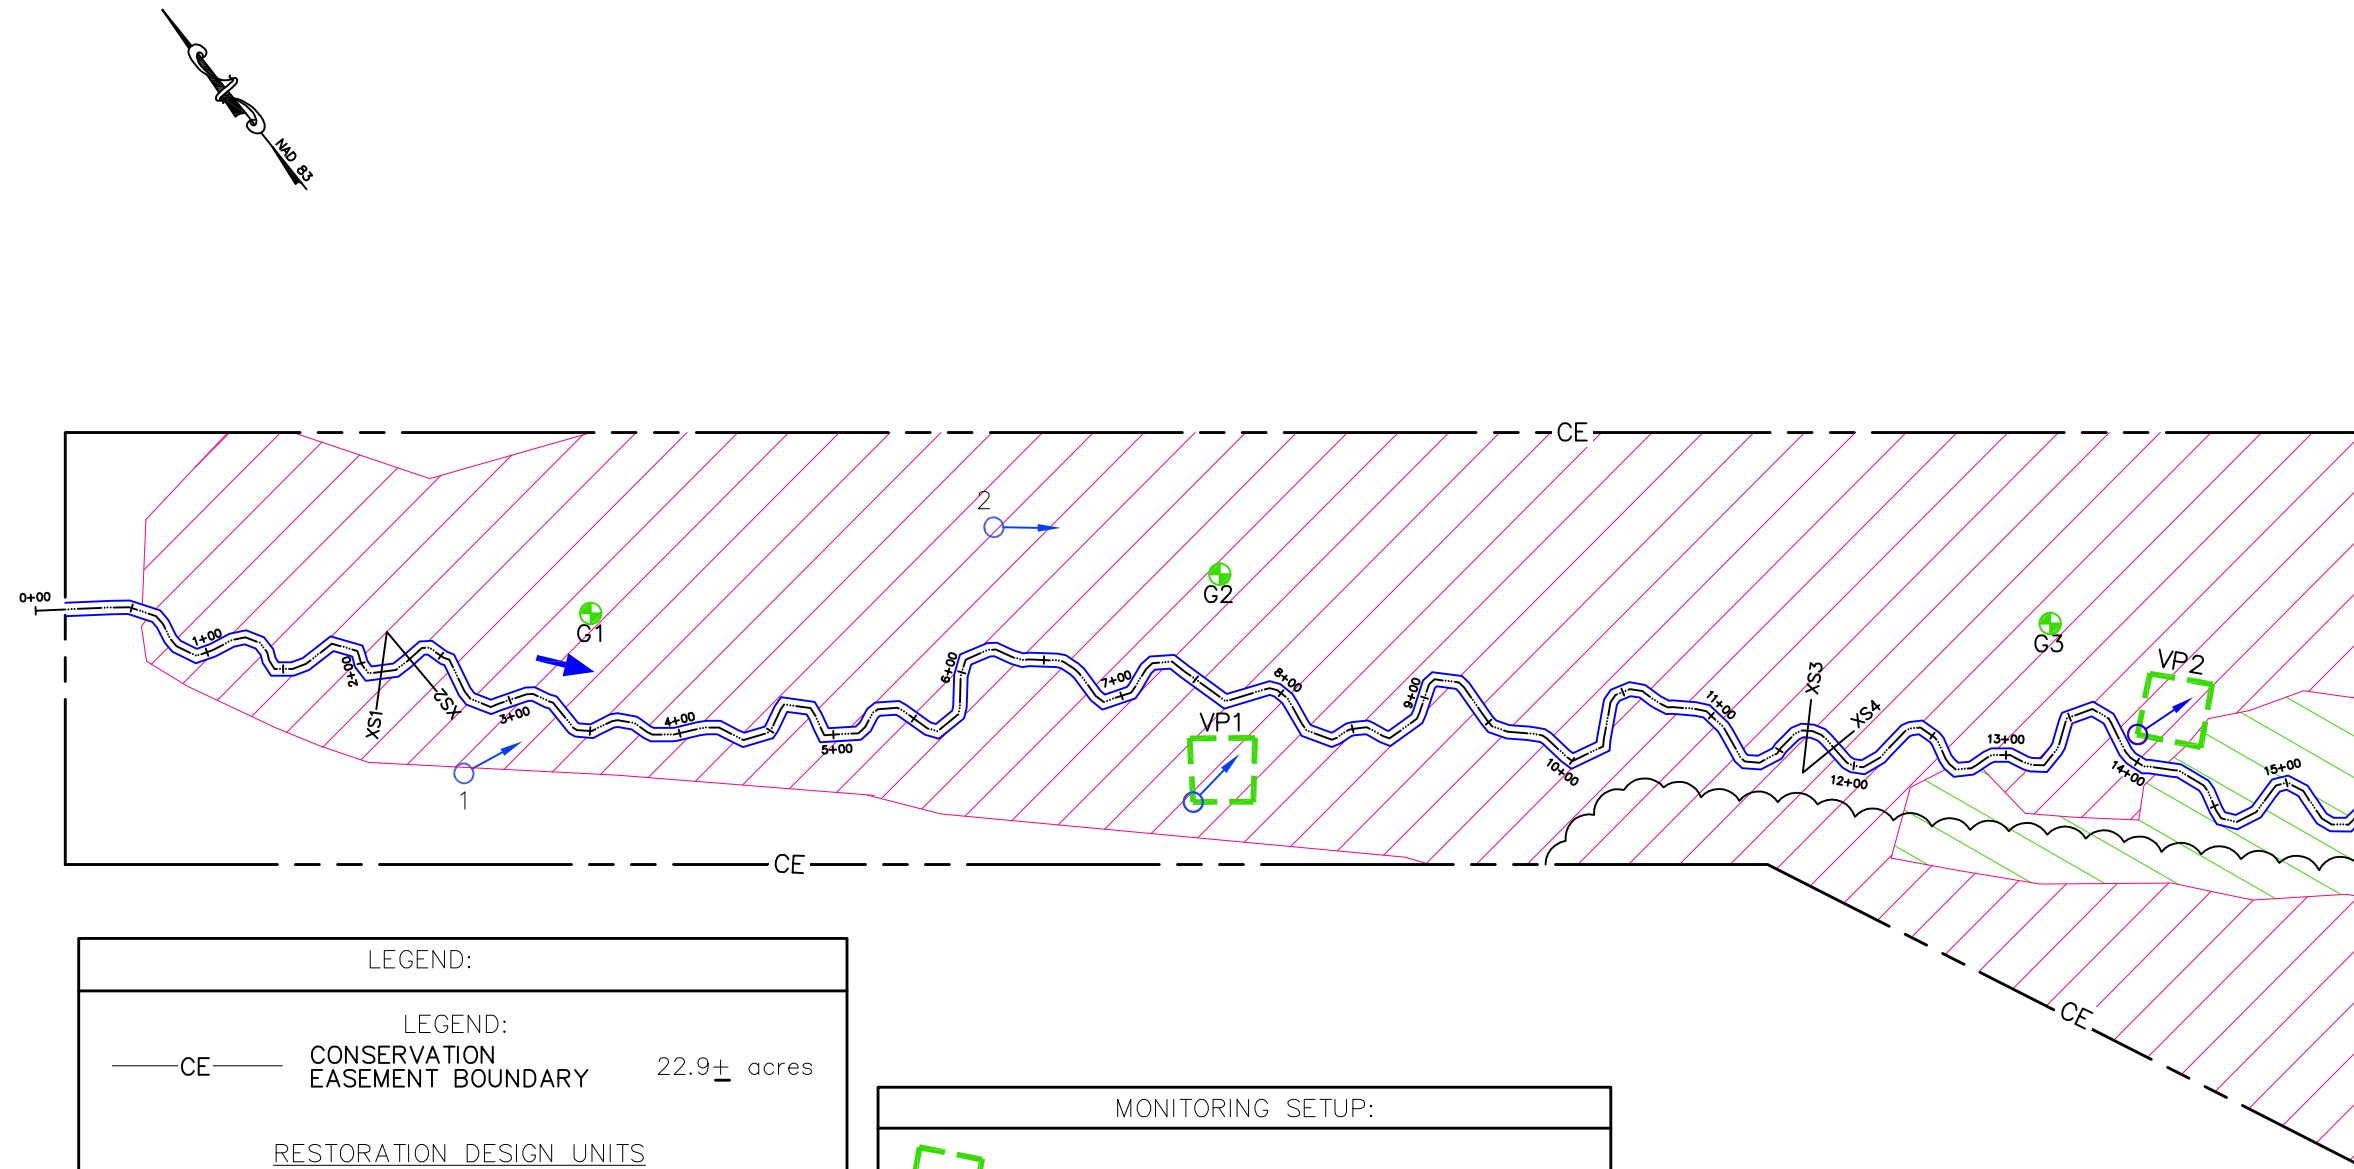 NAD 83
CE
2
G2
0+00
G1
G3
1+00
2+00
XS1
XS2
3+00
4+00
5+00
6+00
7+00
8+00
9+00
10+00
11+00
XS3
XS4
12+00
13+00
14+00
15+00
VP1
VP2
1
CE
CE
LEGEND:
LEGEND:
CE
CONSERVATION
EASEMENT BOUNDARY
22.9± acres
RESTORATION DESIGN UNITS
MONITORING SETUP: